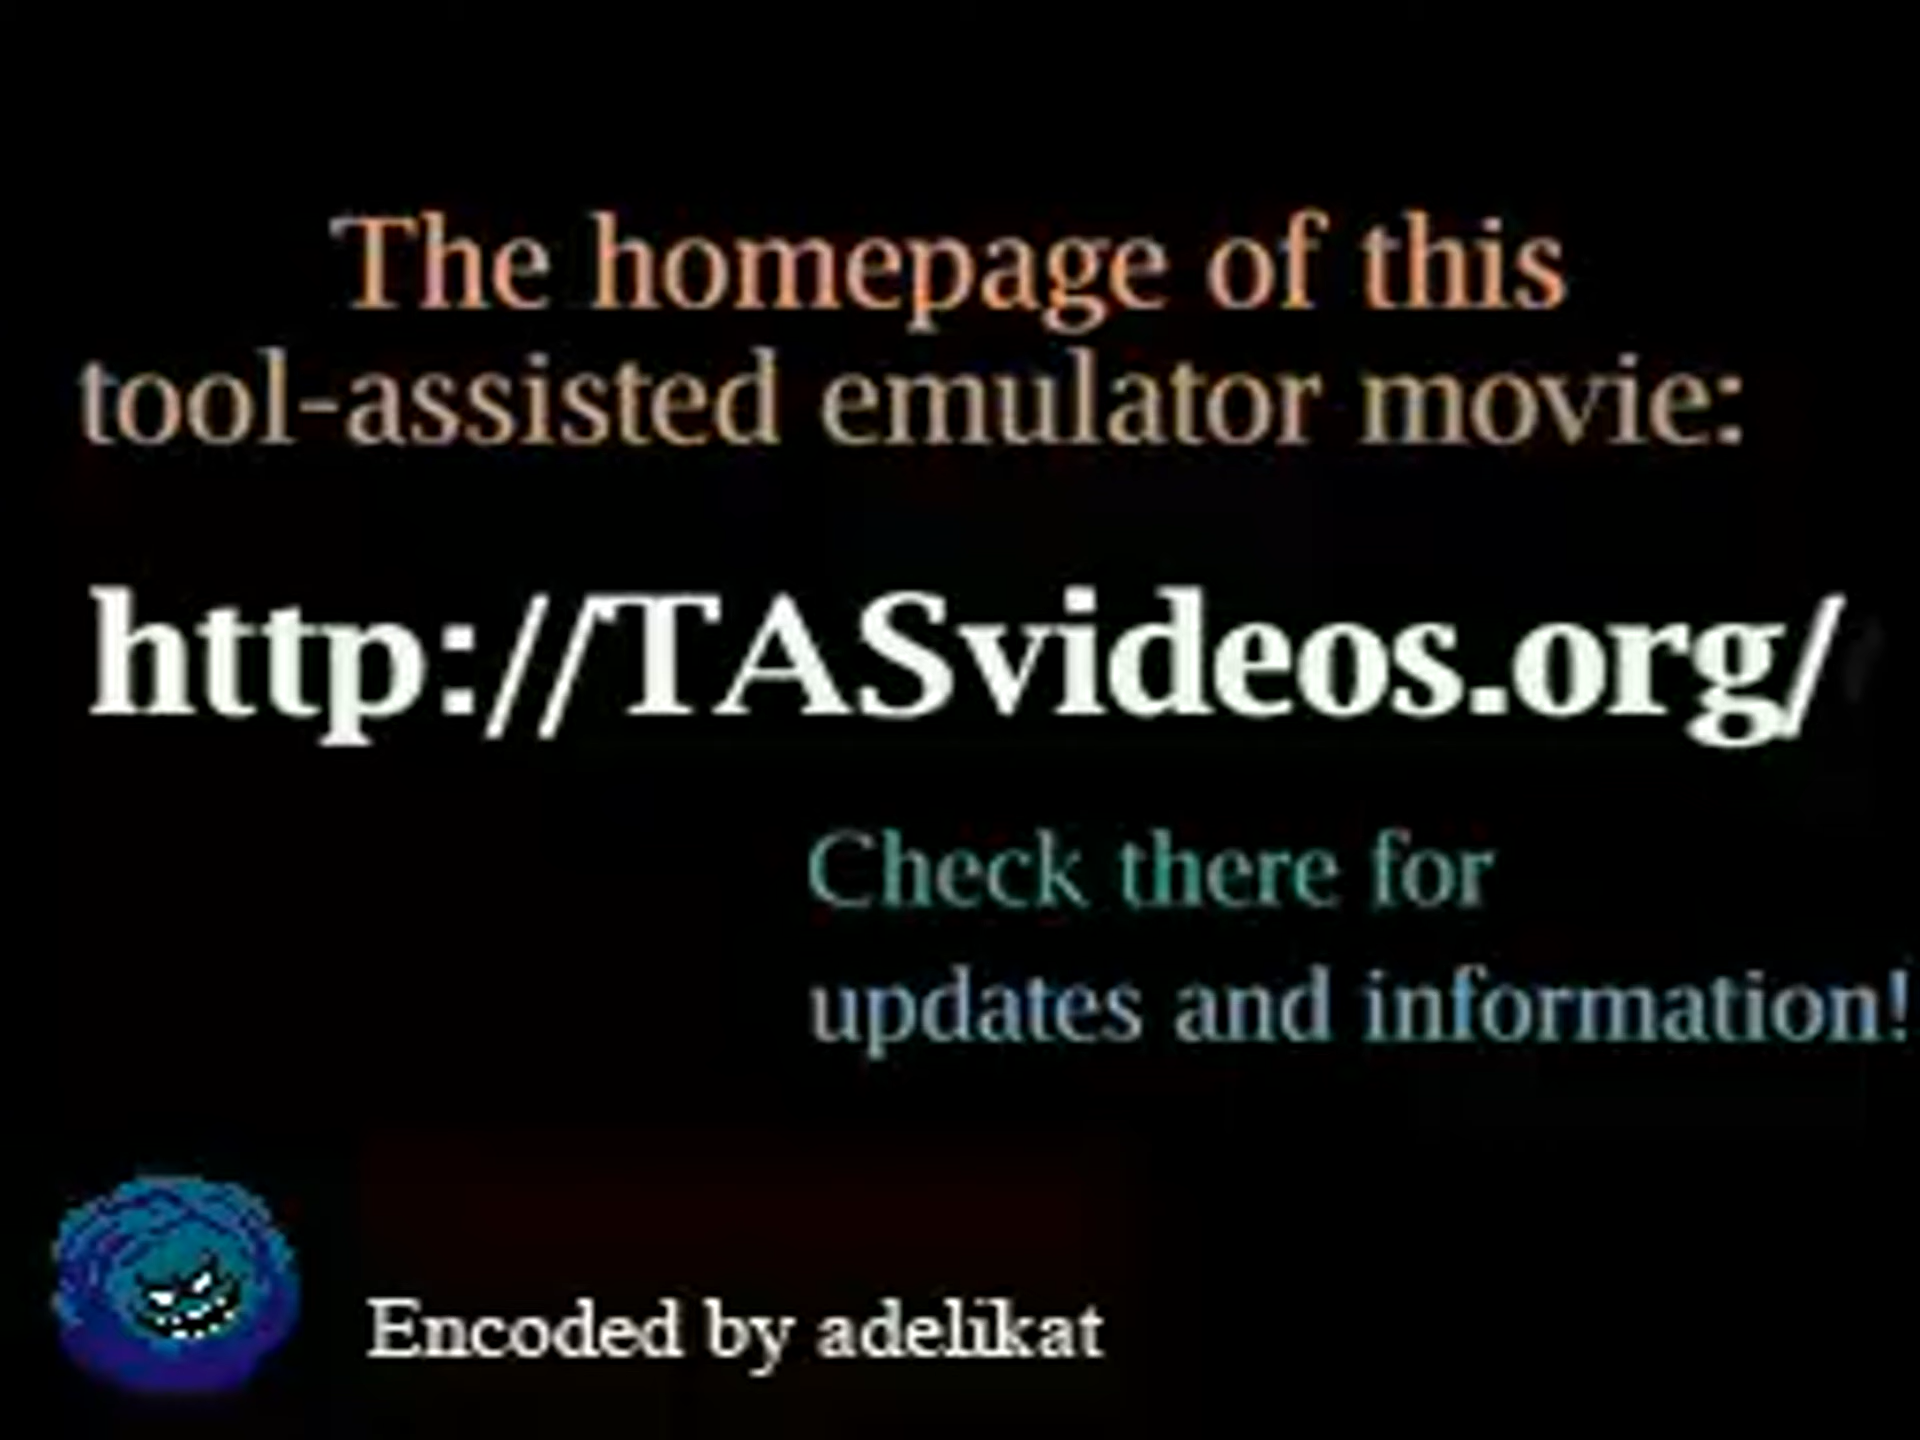 The homepage of this
tool-assisted emulator movie:
http://TASvideos.org/
Check there for
updates and information!
Encoded by adelikat